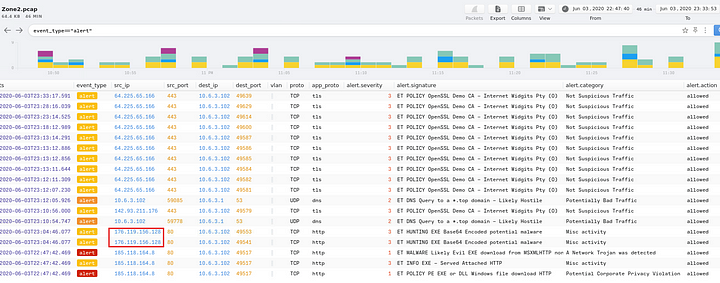 Zone2.pcap
64.4 KB 46 MIN
Packets Export Columns View
Jun 03, 2020 22:47:40 46 min Jun 03, 2020 23:33:53
From To
event_type=="alert"
11 PM
ts event_type src_ip src_port dest_ip dest_port vlan proto app_proto alert.severity alert.signature alert.category alert.action
2020-06-03T23:33:17.591 alert 64.225.65.166 443 10.6.3.102 49628 TCP tls 3 ET POLICY OpenSSL Demo CA - Internet Widgits Pty (O) Not Suspicious Traffic allowed
2020-06-03T23:28:16.039 alert 64.225.65.166 443 10.6.3.102 49629 TCP tls 3 ET POLICY OpenSSL Demo CA - Internet Widgits Pty (O) Not Suspicious Traffic allowed
2020-06-03T23:23:14.525 alert 64.225.65.166 443 10.6.3.102 49614 TCP tls 3 ET POLICY OpenSSL Demo CA - Internet Widgits Pty (O) Not Suspicious Traffic allowed
2020-06-03T23:18:12.989 alert 64.225.65.166 443 10.6.3.102 49600 TCP tls 3 ET POLICY OpenSSL Demo CA - Internet Widgits Pty (O) Not Suspicious Traffic allowed
2020-06-03T23:13:14.291 alert 64.225.65.166 443 10.6.3.102 49587 TCP tls 3 ET POLICY OpenSSL Demo CA - Internet Widgits Pty (O) Not Suspicious Traffic allowed
2020-06-03T23:13:12.886 alert 64.225.65.166 443 10.6.3.102 49586 TCP tls 3 ET POLICY OpenSSL Demo CA - Internet Widgits Pty (O) Not Suspicious Traffic allowed
2020-06-03T23:13:12.656 alert 64.225.65.166 443 10.6.3.102 49585 TCP tls 3 ET POLICY OpenSSL Demo CA - Internet Widgits Pty (O) Not Suspicious Traffic allowed
2020-06-03T23:13:11.644 alert 64.225.65.166 443 10.6.3.102 49584 TCP tls 3 ET POLICY OpenSSL Demo CA - Internet Widgits Pty (O) Not Suspicious Traffic allowed
2020-06-03T23:12:11.309 alert 64.225.65.166 443 10.6.3.102 49582 TCP tls 3 ET POLICY OpenSSL Demo CA - Internet Widgits Pty (O) Not Suspicious Traffic allowed
2020-06-03T23:12:07.230 alert 64.225.65.166 443 10.6.3.102 49581 TCP tls 3 ET POLICY OpenSSL Demo CA - Internet Widgits Pty (O) Not Suspicious Traffic allowed
2020-06-03T23:12:05.926 alert 10.6.3.102 59085 10.6.3.1 53 UDP dns 2 ET DNS Query to a *.top domain - Likely Hostile Potentially Bad Traffic allowed
2020-06-03T23:10:56.000 alert 142.93.211.176 443 10.6.3.102 49579 TCP tls 3 ET POLICY OpenSSL Demo CA - Internet Widgits Pty (O) Not Suspicious Traffic allowed
2020-06-03T23:10:54.747 alert 10.6.3.102 59778 10.6.3.1 53 UDP dns 2 ET DNS Query to a *.top domain - Likely Hostile Potentially Bad Traffic allowed
2020-06-03T23:04:46.077 alert 176.119.156.128 80 10.6.3.102 49550 TCP http 3 ET HUNTING EXE Base64 Encoded potential malware Misc activity allowed
2020-06-03T23:04:46.077 alert 176.119.156.128 80 10.6.3.102 49041 TCP http 3 ET HUNTING EXE Base64 Encoded potential malware Misc activity allowed
2020-06-03T22:47:42.469 alert 185.118.164.8 80 10.6.3.102 49517 TCP http 1 ET MALWARE Likely Evil EXE download from MSXMLHTTP non A Network Trojan was detected allowed
2020-06-03T22:47:42.469 alert 185.118.164.8 80 10.6.3.102 49517 TCP http 3 ET INFO EXE - Served Attached HTTP Misc activity allowed
2020-06-03T22:47:42.469 alert 185.118.164.8 80 10.6.3.102 49517 TCP http 1 ET POLICY PE EXE or DLL Windows file download HTTP Potential Corporate Privacy Violation allowed